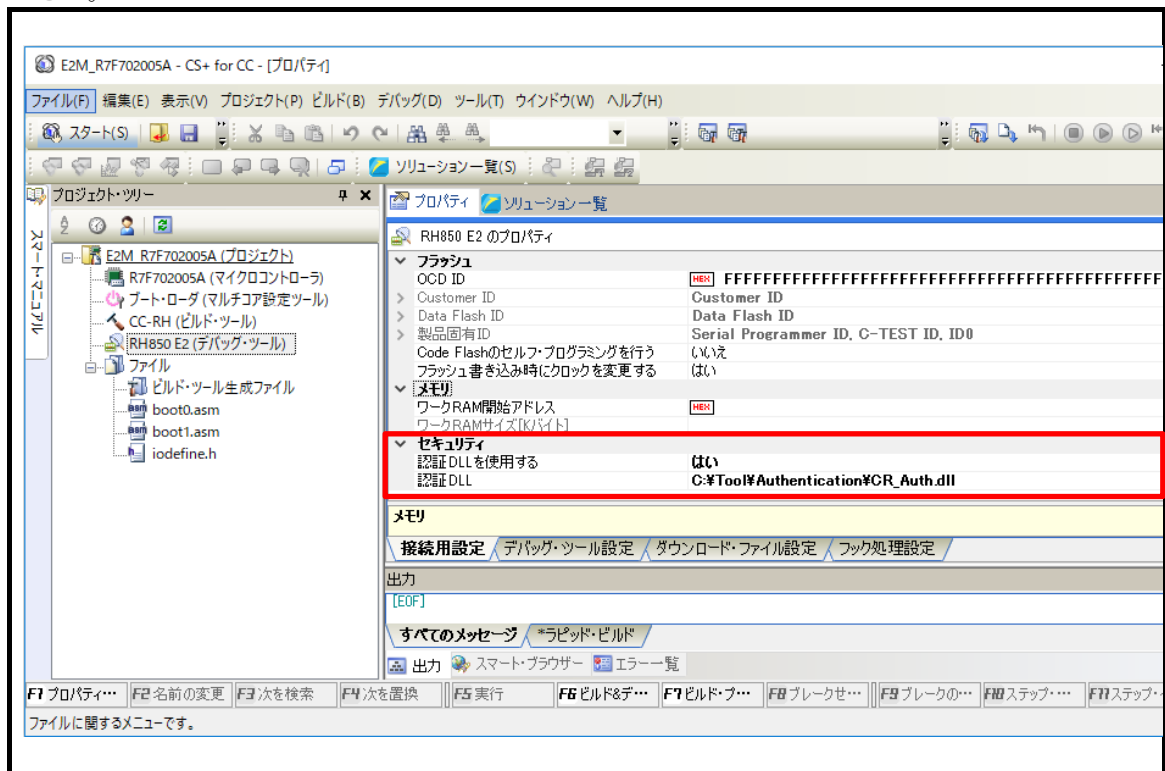 E2M_R7F702005A - CS+ for CC - [プロパティ]
ファイル(F) 編集(E) 表示(V) プロジェクト(P) ビルド(B) デバッグ(D) ツール(T) ウインドウ(W) ヘルプ(H)
スタート(S)
ソリューション一覧(S)
スマート・マニュアル
プロジェクト・ツリー
E2M_R7F702005A (プロジェクト)
R7F702005A (マイクロコントローラ)
ブート・ローダ (マルチコア設定ツール)
CC-RH (ビルド・ツール)
RH850 E2 (デバッグ・ツール)
ファイル
ビルド・ツール生成ファイル
boot0.asm
boot1.asm
iodefine.h
プロパティ ソリューション一覧
RH850 E2 のプロパティ
フラッシュ
OCD ID HEX FFFFFFFFFFFFFFFFFFFFFFFFFFFFFFFFFFFFFFFFFFFFF
Customer ID Customer ID
Data Flash ID Data Flash ID
製品固有ID Serial Programmer ID, C-TEST ID, ID0
Code Flashのセルフ・プログラミングを行う いいえ
フラッシュ書き込み時にクロックを変更する はい
メモリ
ワークRAM開始アドレス HEX
ワークRAMサイズ[Kバイト]
セキュリティ
認証DLLを使用する はい
認証DLL C:¥Tool¥Authentication¥CR_Auth.dll
メモリ
接続用設定 デバッグ・ツール設定 ダウンロード・ファイル設定 フック処理設定
出力
[EOF]
すべてのメッセージ *ラピッド・ビルド
出力 スマート・ブラウザー エラー一覧
F1 プロパティ… F2 名前の変更 F3 次を検索 F4 次を置換 F5 実行 F6 ビルド&デ… F7 ビルド・プ… F8 ブレークせ… F9 ブレークの… F10 ステップ・… F11 ステップ・
ファイルに関するメニューです。